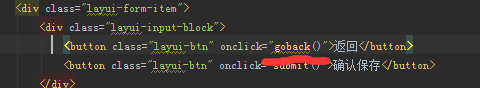 <div class="layui-form-item">
<div class="layui-input-block">
<button class="layui-btn" onclick="goback()">返回</button>
<button class="layui-btn" onclick="submit()">确认保存</button>
</div>